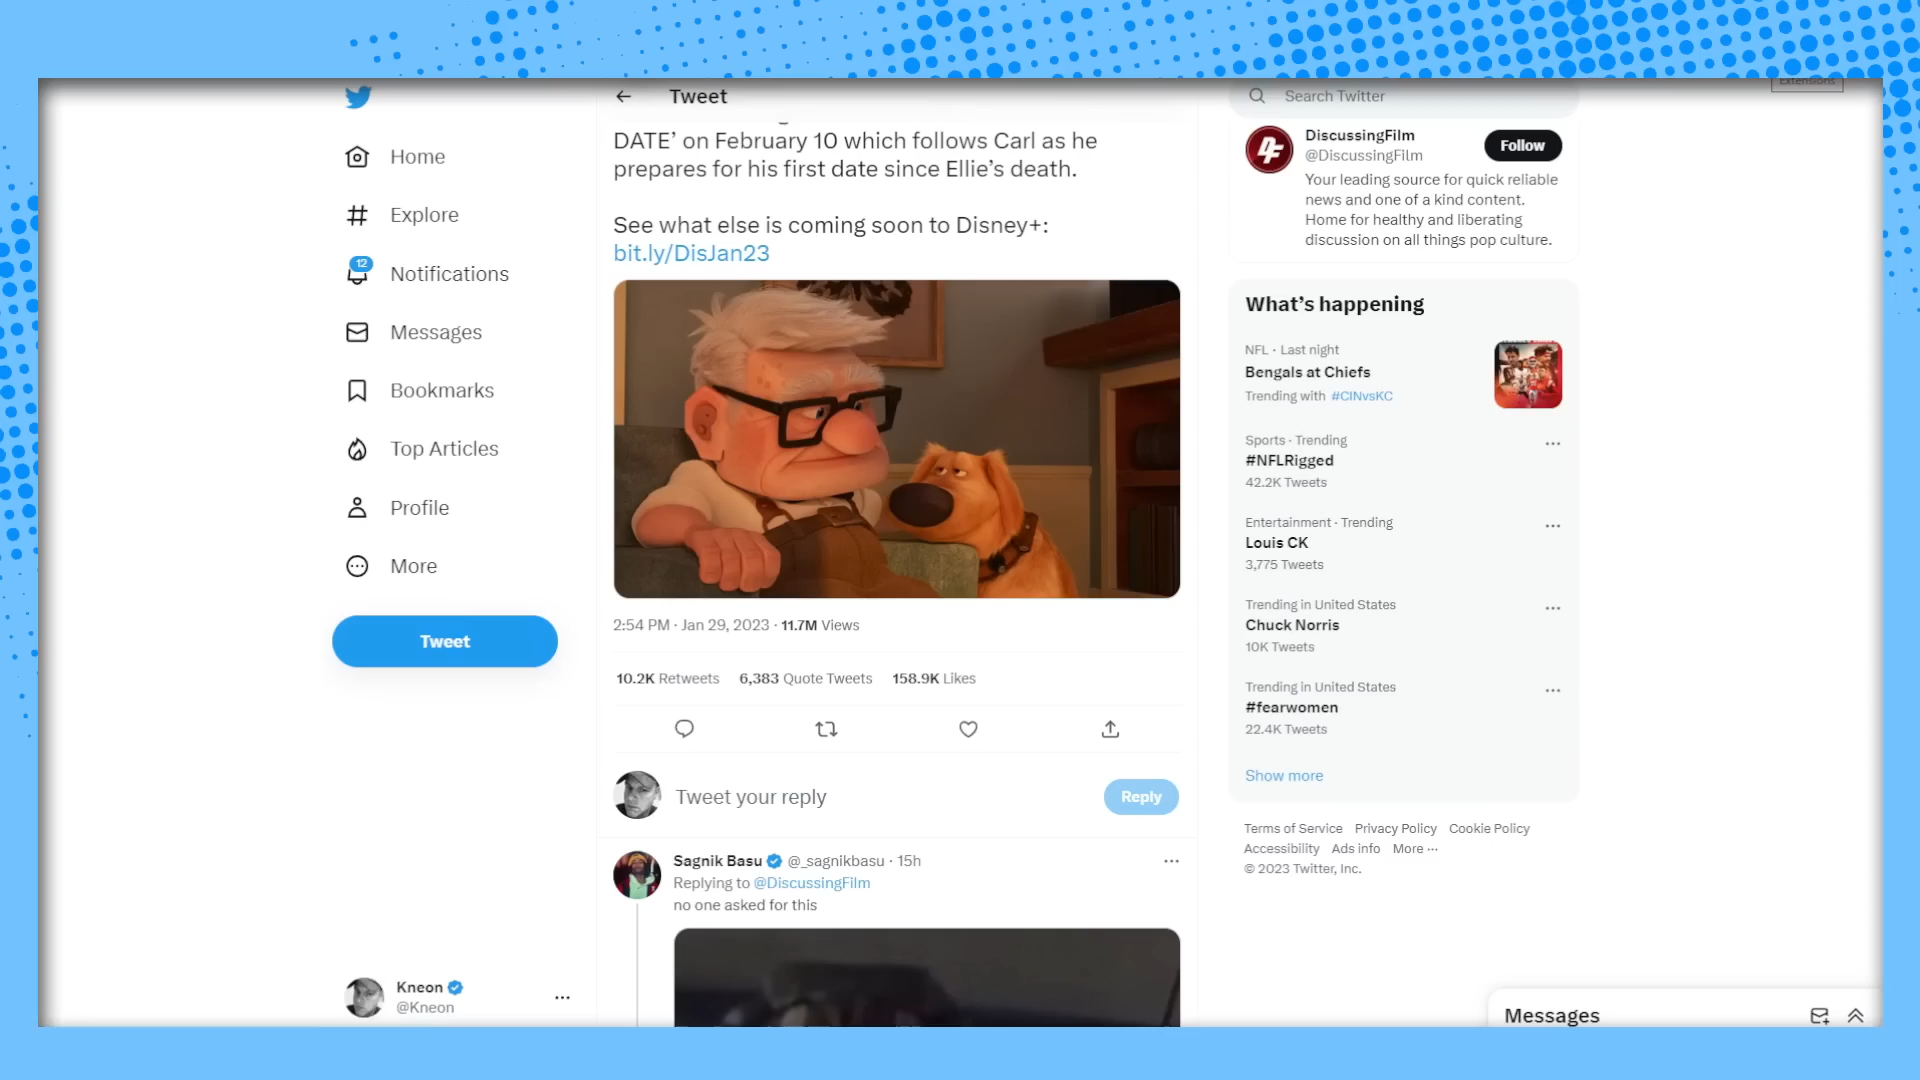 Extensions
Tweet
Search Twitter
Home
Explore
12
Notifications
Messages
Bookmarks
Top Articles
Profile
More
Tweet
Kneon
@Kneon
DATE’ on February 10 which follows Carl as he
prepares for his first date since Ellie’s death.
See what else is coming soon to Disney+:
bit.ly/DisJan23
2:54 PM · Jan 29, 2023 · 11.7M Views
10.2K Retweets 6,383 Quote Tweets 158.9K Likes
Tweet your reply
Reply
Sagnik Basu @_sagnikbasu · 15h
Replying to @DiscussingFilm
no one asked for this
DiscussingFilm
@DiscussingFilm
Follow
Your leading source for quick reliable
news and one of a kind content.
Home for healthy and liberating
discussion on all things pop culture.
What’s happening
NFL · Last night
Bengals at Chiefs
Trending with #CINvsKC
Sports · Trending
#NFLRigged
42.2K Tweets
Entertainment · Trending
Louis CK
3,775 Tweets
Trending in United States
Chuck Norris
10K Tweets
Trending in United States
#fearwomen
22.4K Tweets
Show more
Terms of Service Privacy Policy Cookie Policy
Accessibility Ads info More ···
© 2023 Twitter, Inc.
Messages